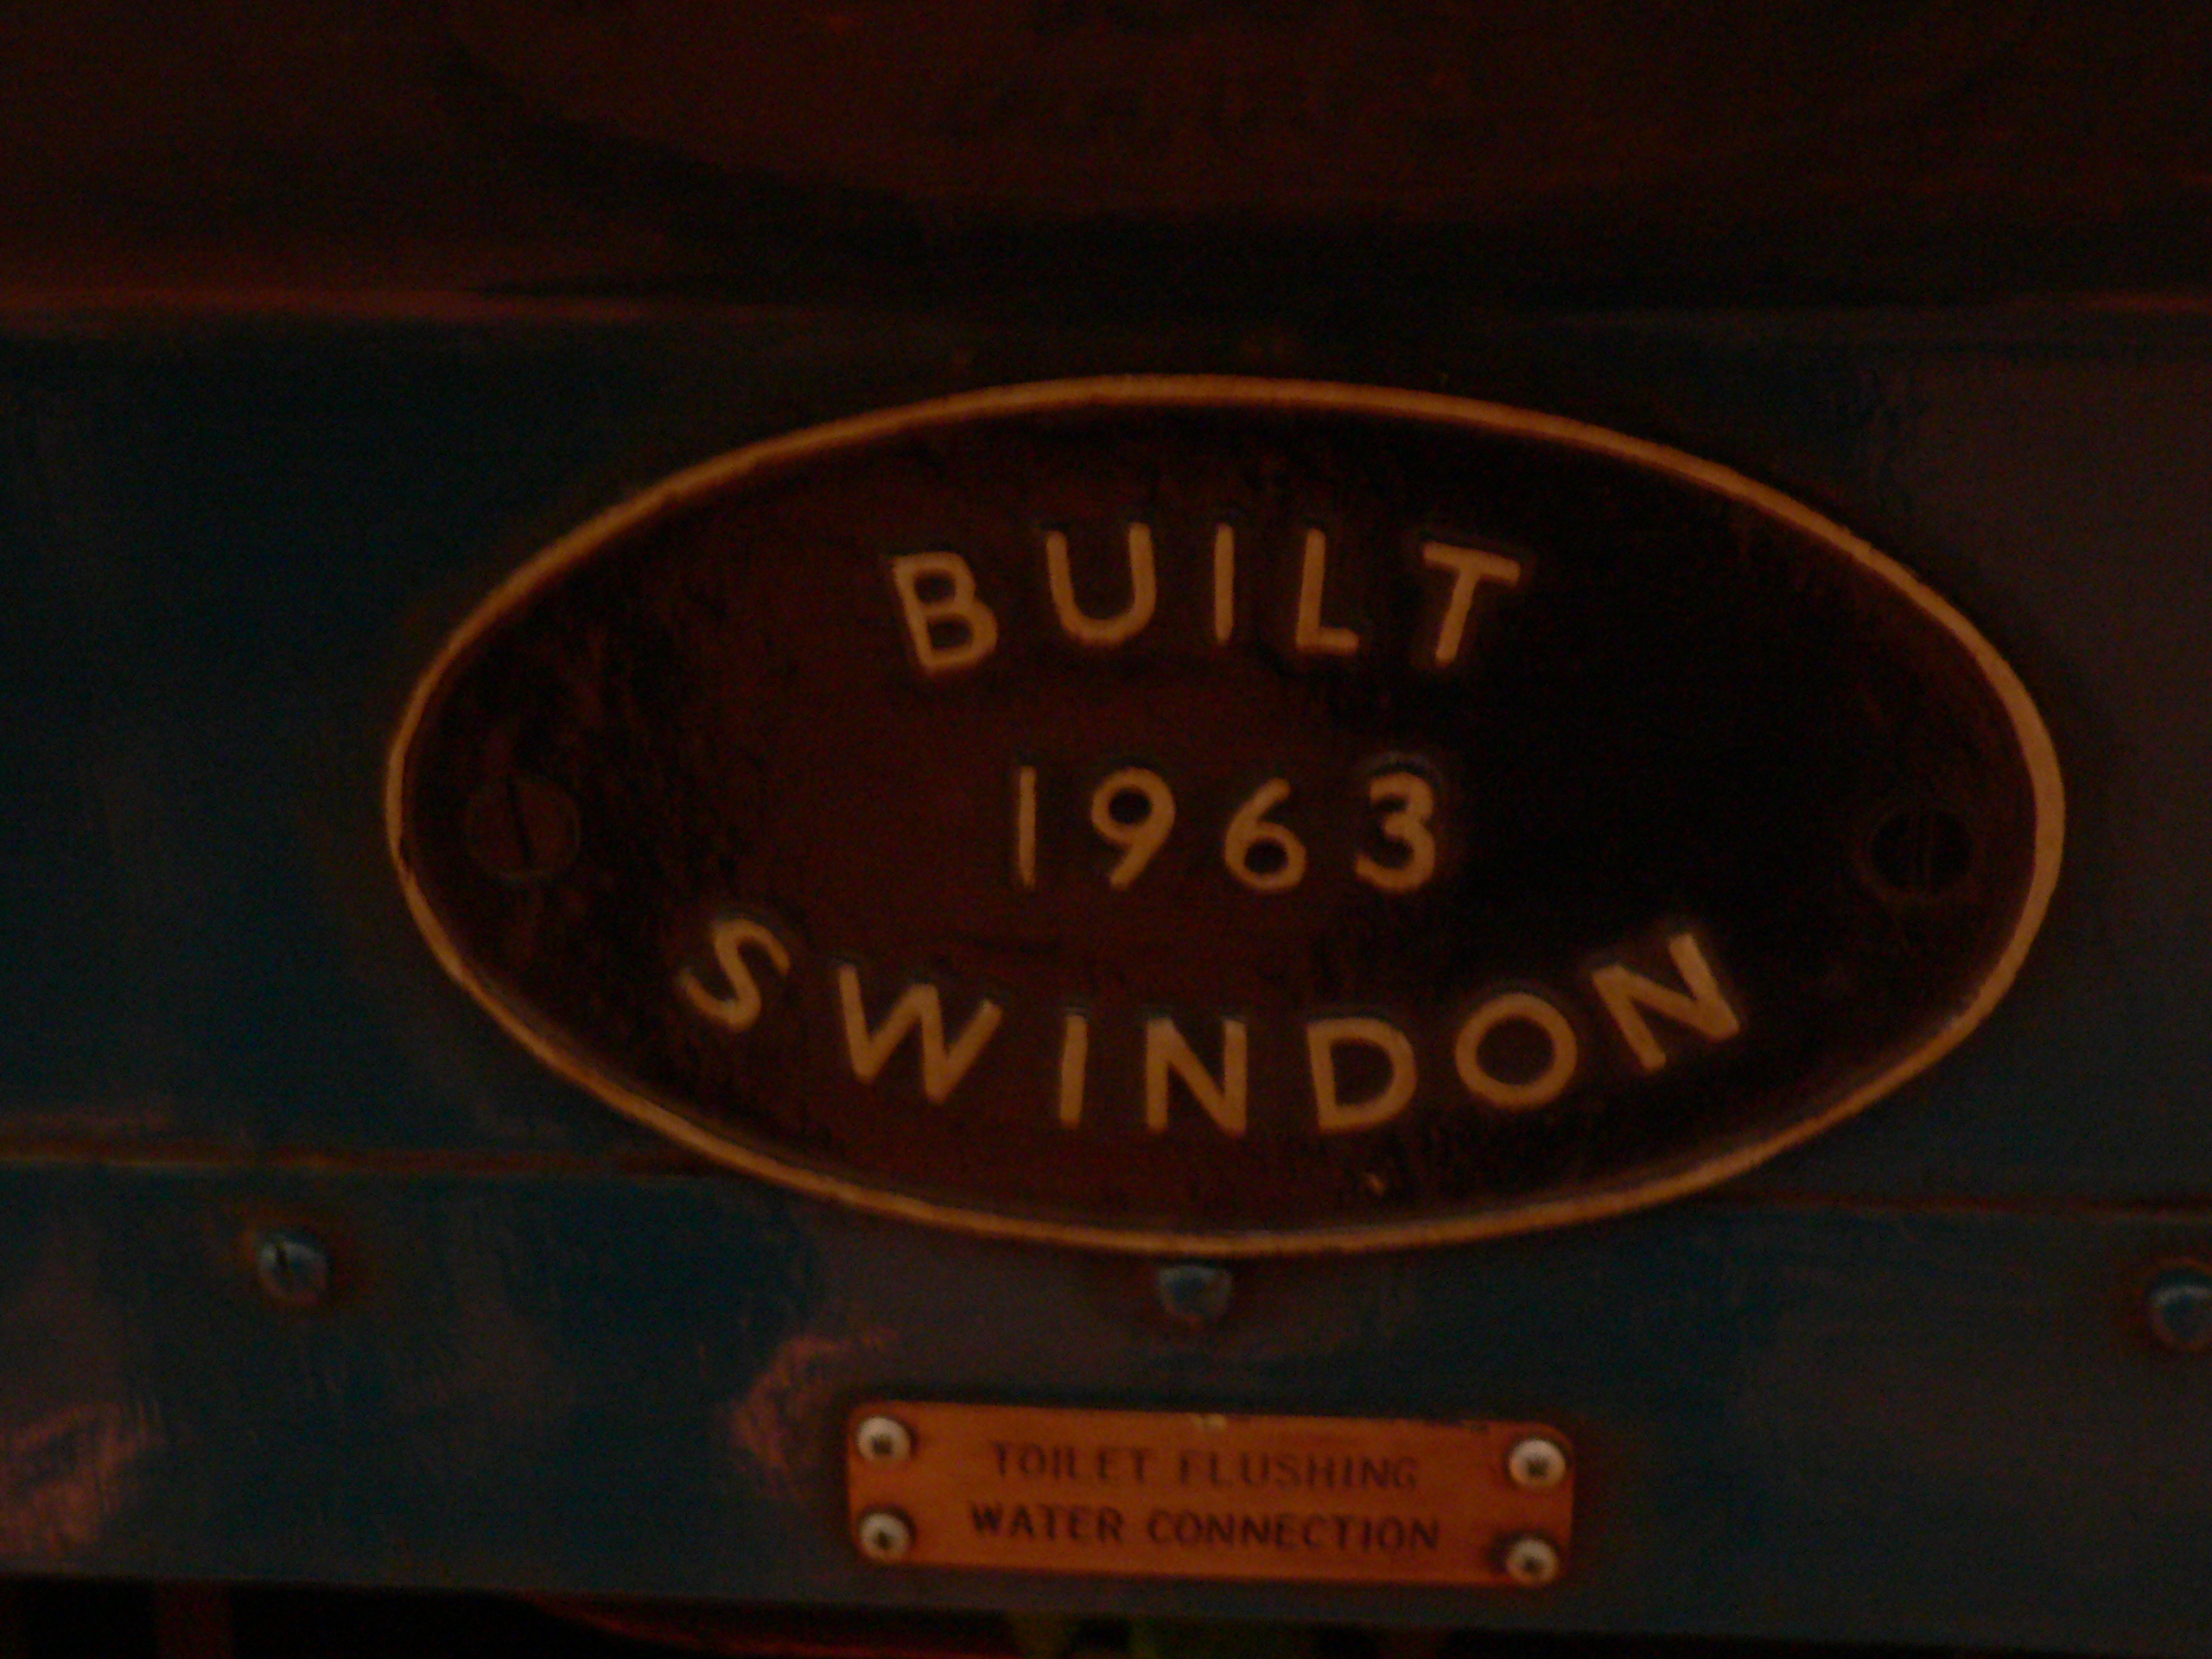 BUILT
1963
SWINDON
TOILET FLUSHING
WATER CONNECTION